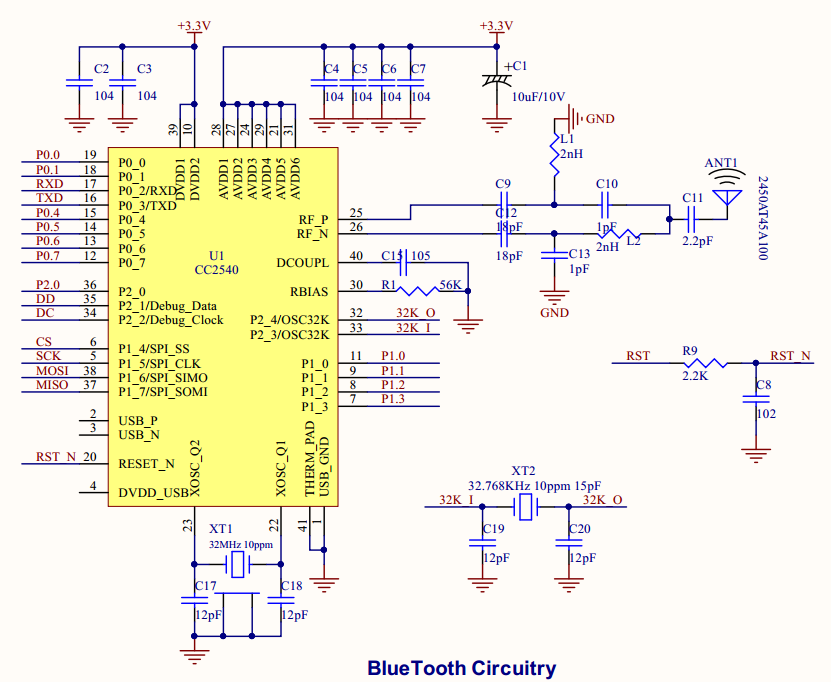 +3.3V +3.3V
C2 C3 C4 C5 C6 C7 +C1
104 104 104 104 104 104 10uF/10V
GND
L1
2nH
39 10 28 27 24 29 21 31
DVDD1 DVDD2 AVDD1 AVDD2 AVDD3 AVDD4 AVDD5 AVDD6
P0.0 19 P0_0
P0.1 18 P0_1
RXD 17 P0_2/RXD
TXD 16 P0_3/TXD
P0.4 15 P0_4
P0.5 14 P0_5
P0.6 13 P0_6
P0.7 12 P0_7
P2.0 36 P2_0
DD 35 P2_1/Debug_Data
DC 34 P2_2/Debug_Clock
CS 6 P1_4/SPI_SS
SCK 5 P1_5/SPI_CLK
MOSI 38 P1_6/SPI_SIMO
MISO 37 P1_7/SPI_SOMI
2 USB_P
3 USB_N
RST_N 20 RESET_N
4 DVDD_USB
U1
CC2540
RF_P 25
RF_N 26
DCOUPL 40 C15 105
RBIAS 30 R1 56K
P2_4/OSC32K 32 32K_O
P2_3/OSC32K 33 32K_I
P1_0 11 P1.0
P1_1 9 P1.1
P1_2 8 P1.2
P1_3 7 P1.3
XOSC_Q2 XOSC_Q1 THERM_PAD USB_GND
23 22 41 1
C9 C10 C11 ANT1
C12 1pF 2.2pF 2450AT45A100
18pF 2nH L2
18pF C13
1pF
GND
RST R9 RST_N
2.2K
C8
102
XT2
32.768KHz 10ppm 15pF
32K_I 32K_O
C19 C20
12pF 12pF
XT1
32MHz 10ppm
C17 C18
12pF 12pF
BlueTooth Circuitry